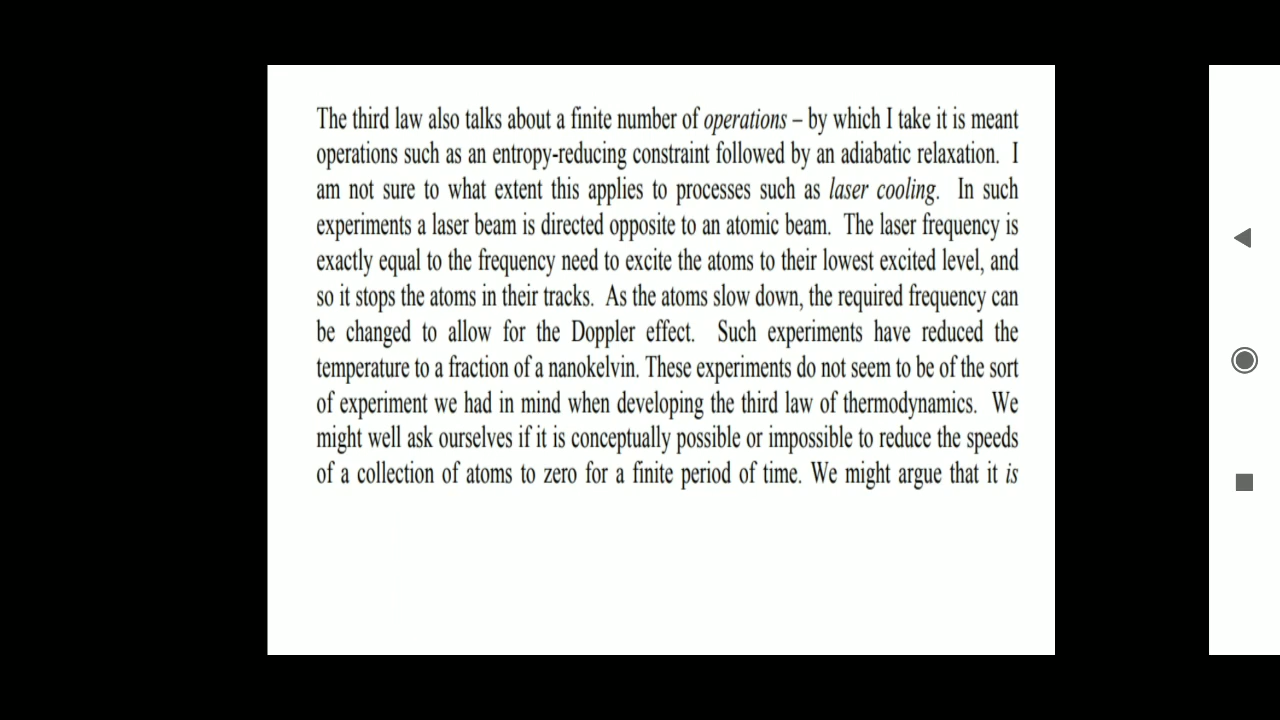 The third law also talks about a finite number of operations – by which I take it is meant
operations such as an entropy-reducing constraint followed by an adiabatic relaxation. I
am not sure to what extent this applies to processes such as laser cooling. In such
experiments a laser beam is directed opposite to an atomic beam. The laser frequency is
exactly equal to the frequency need to excite the atoms to their lowest excited level, and
so it stops the atoms in their tracks. As the atoms slow down, the required frequency can
be changed to allow for the Doppler effect. Such experiments have reduced the
temperature to a fraction of a nanokelvin. These experiments do not seem to be of the sort
of experiment we had in mind when developing the third law of thermodynamics. We
might well ask ourselves if it is conceptually possible or impossible to reduce the speeds
of a collection of atoms to zero for a finite period of time. We might argue that it is